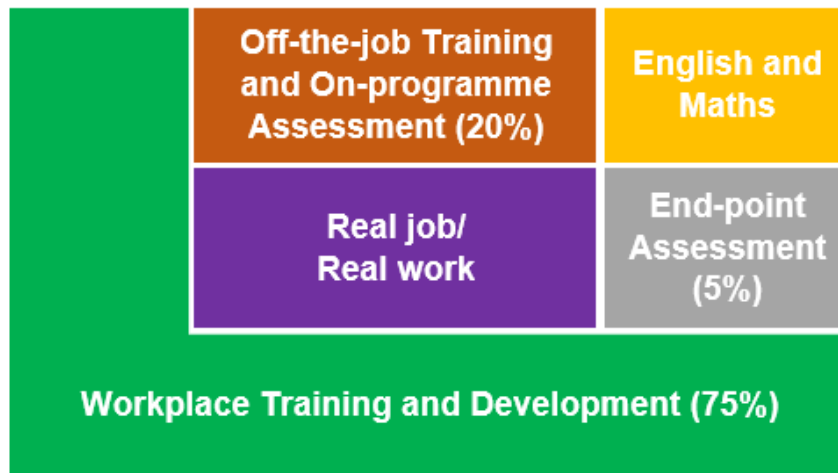 Off-the-job Training
and On-programme
Assessment (20%)
English and
Maths
Real job/
Real work
End-point
Assessment
(5%)
Workplace Training and Development (75%)